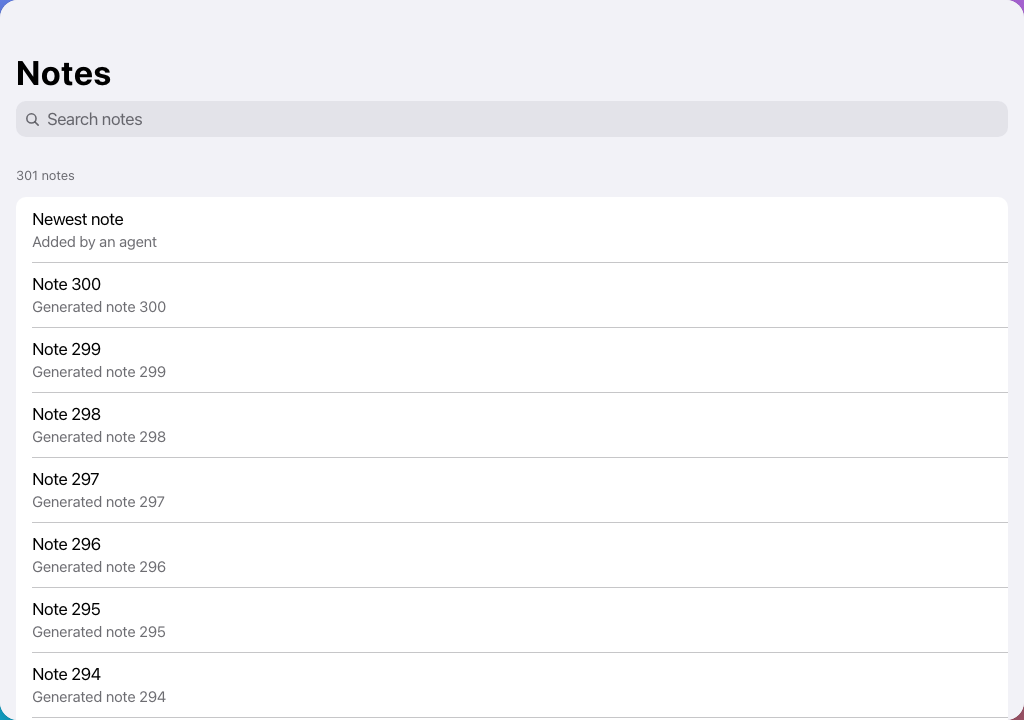 Notes
Search notes
301 notes
Newest note
Added by an agent
Note 300
Generated note 300
Note 299
Generated note 299
Note 298
Generated note 298
Note 297
Generated note 297
Note 296
Generated note 296
Note 295
Generated note 295
Note 294
Generated note 294